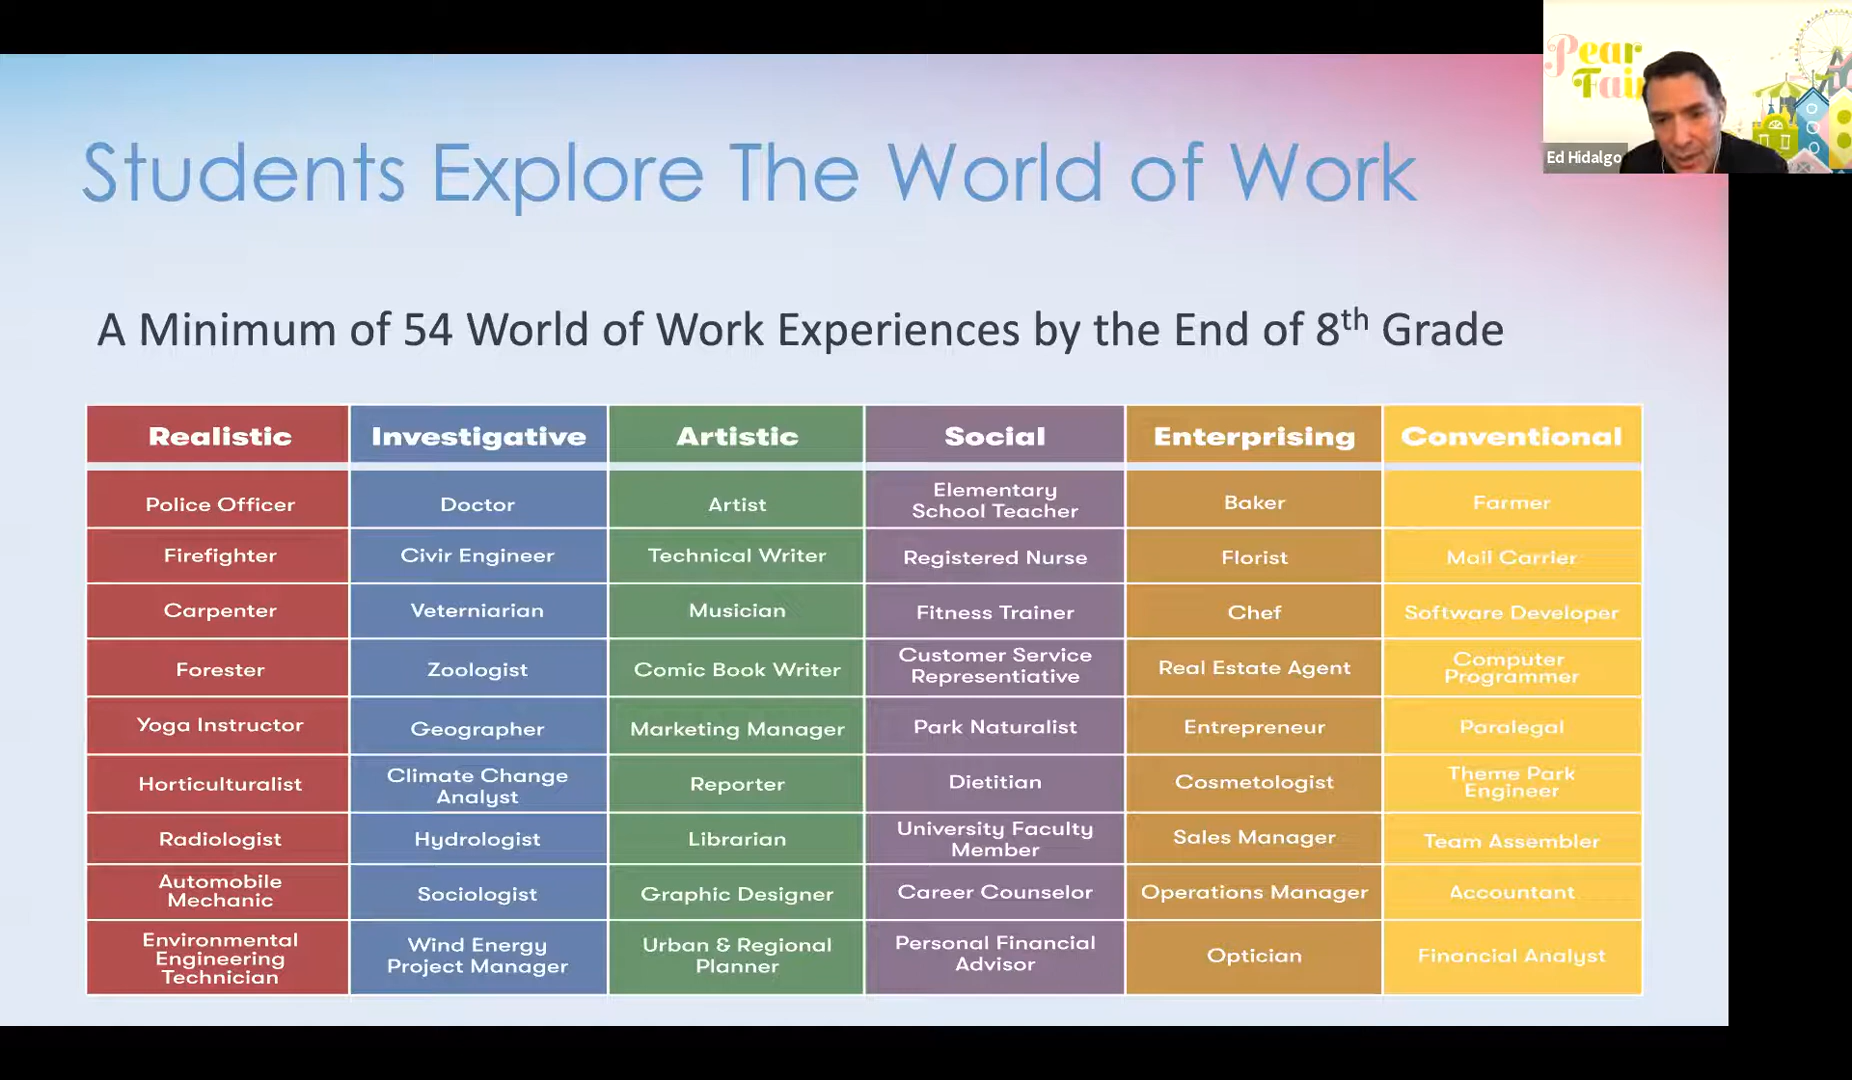 Pear
Fair
Ed Hidalgo
Students Explore The World of Work
A Minimum of 54 World of Work Experiences by the End of 8th Grade
Realistic Investigative Artistic Social Enterprising Conventional
Police Officer Doctor Artist Elementary School Teacher Baker Farmer
Firefighter Civir Engineer Technical Writer Registered Nurse Florist Mail Carrier
Carpenter Veterniarian Musician Fitness Trainer Chef Software Developer
Forester Zoologist Comic Book Writer Customer Service Representiative Real Estate Agent Computer Programmer
Yoga Instructor Geographer Marketing Manager Park Naturalist Entrepreneur Paralegal
Horticulturalist Climate Change Analyst Reporter Dietitian Cosmetologist Theme Park Engineer
Radiologist Hydrologist Librarian University Faculty Member Sales Manager Team Assembler
Automobile Mechanic Sociologist Graphic Designer Career Counselor Operations Manager Accountant
Environmental Engineering Technician Wind Energy Project Manager Urban & Regional Planner Personal Financial Advisor Optician Financial Analyst